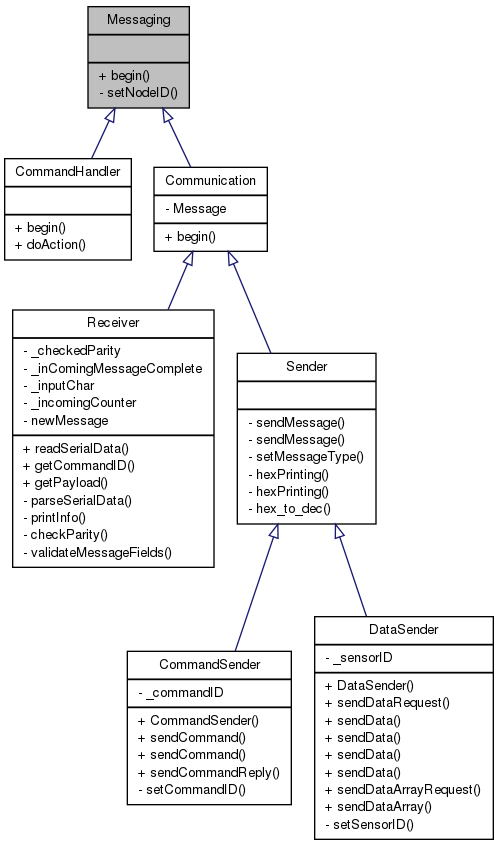 Messaging
+ begin()
- setNodeID()
CommandHandler
+ begin()
+ doAction()
Communication
- Message
+ begin()
Receiver
- _checkedParity
- _inComingMessageComplete
- _inputChar
- _incomingCounter
- newMessage
+ readSerialData()
+ getCommandID()
+ getPayload()
- parseSerialData()
- printInfo()
- checkParity()
- validateMessageFields()
Sender
- sendMessage()
- sendMessage()
- setMessageType()
- hexPrinting()
- hexPrinting()
- hex_to_dec()
CommandSender
- _commandID
+ CommandSender()
+ sendCommand()
+ sendCommand()
+ sendCommandReply()
- setCommandID()
DataSender
- _sensorID
+ DataSender()
+ sendDataRequest()
+ sendData()
+ sendData()
+ sendData()
+ sendData()
+ sendDataArrayRequest()
+ sendDataArray()
- setSensorID()